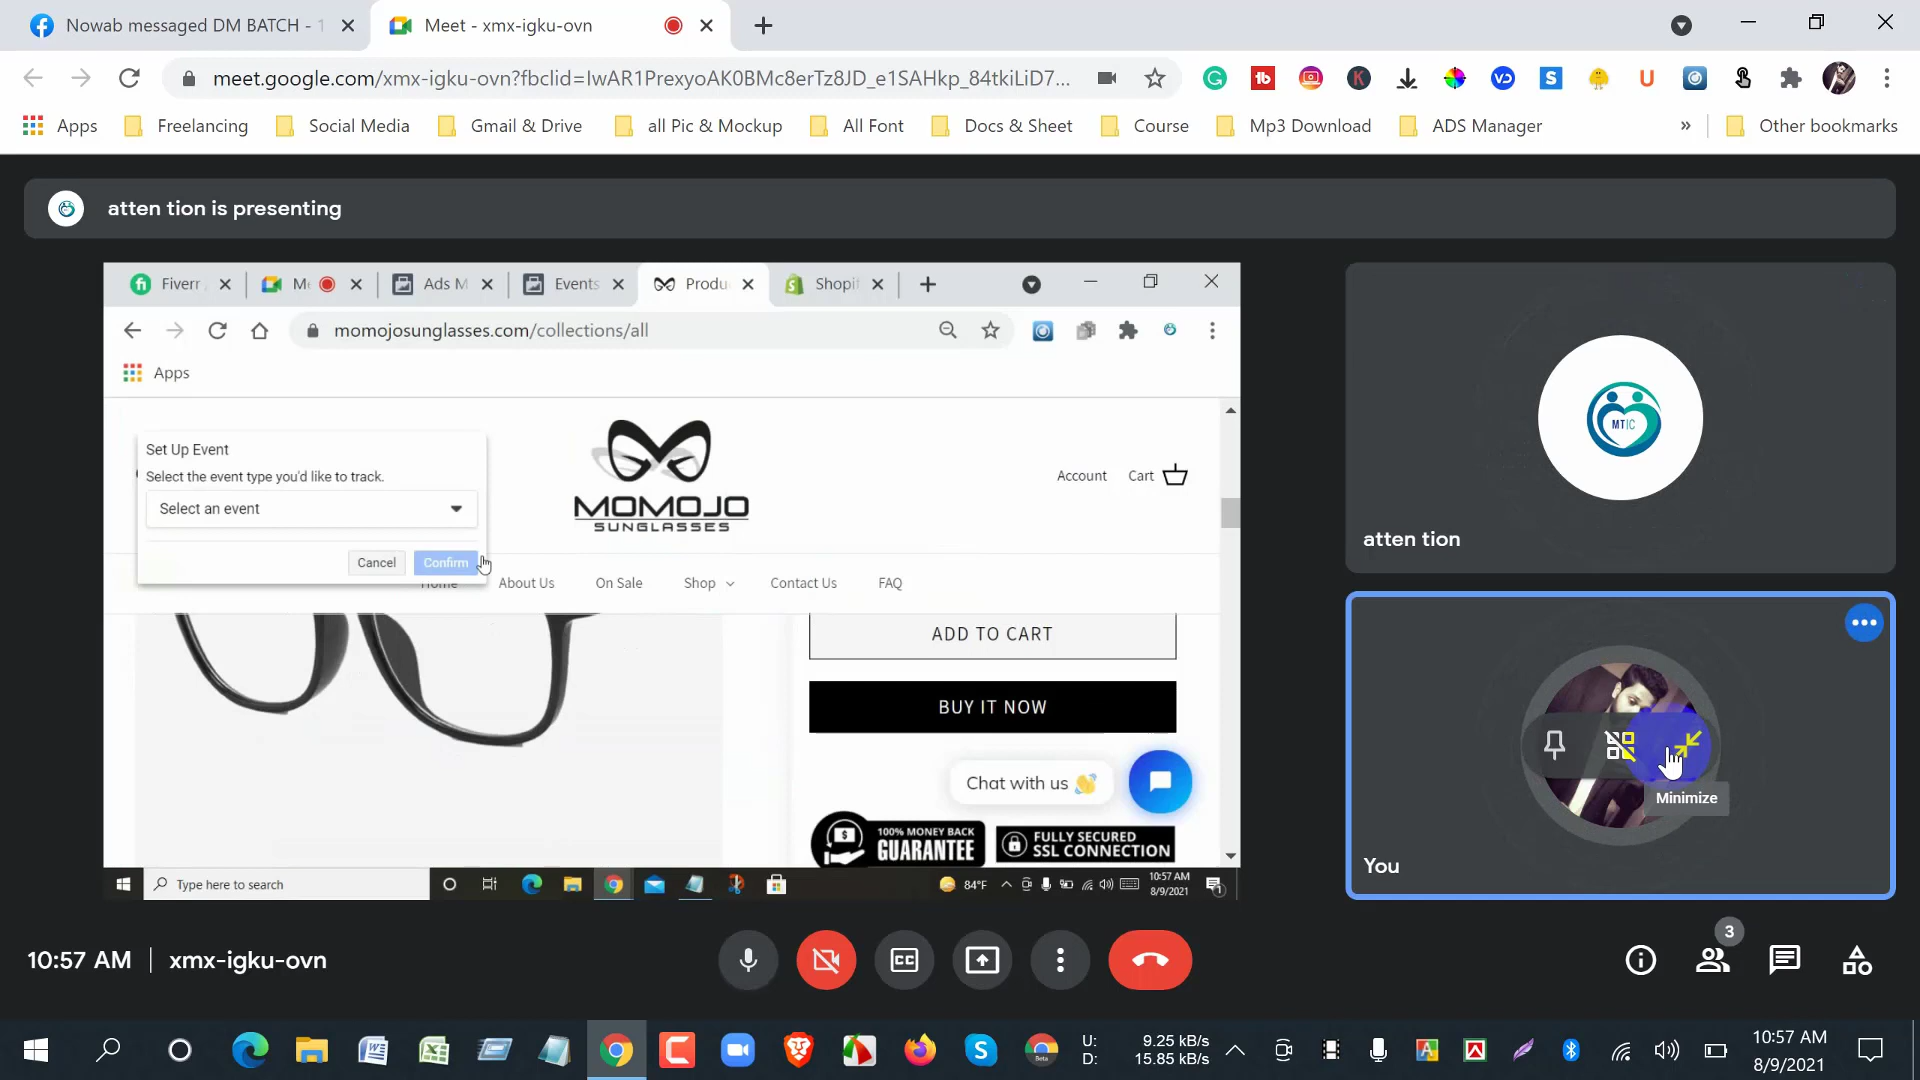 Nowab messaged DM BATCH - 1
Meet - xmx-igku-ovn
meet.google.com/xmx-igku-ovn?fbclid=IwAR1PrexyoAK0BMc8erTz8JD_e1SAHkp_84tkiLiD7...
Apps
Freelancing
Social Media
Gmail & Drive
all Pic & Mockup
All Font
Docs & Sheet
Course
Mp3 Download
ADS Manager
»
Other bookmarks
atten tion is presenting
Fiverr
M
Ads M
Events
Produ
Shopif
momojosunglasses.com/collections/all
Apps
Set Up Event
Select the event type you'd like to track.
Select an event
Cancel
Confirm
MOMOJO
SUNGLASSES
Account
Cart
Home
About Us
On Sale
Shop
Contact Us
FAQ
ADD TO CART
BUY IT NOW
Chat with us 👋
100% MONEY BACK
GUARANTEE
FULLY SECURED
SSL CONNECTION
Type here to search
84°F
10:57 AM
8/9/2021
MTIC
atten tion
Minimize
You
10:57 AM
xmx-igku-ovn
3
U: 9.25 kB/s
D: 15.85 kB/s
10:57 AM
8/9/2021